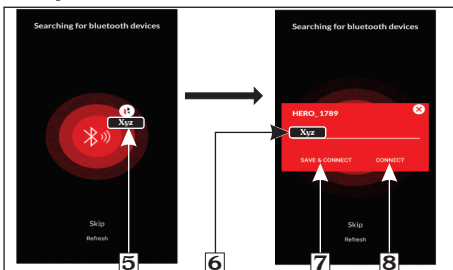 Searching for bluetooth devices
Xyz
Skip
Refresh
5
Searching for bluetooth devices
HERO_1789
Xyz
SAVE & CONNECT CONNECT
Skip
Refresh
6
7
8